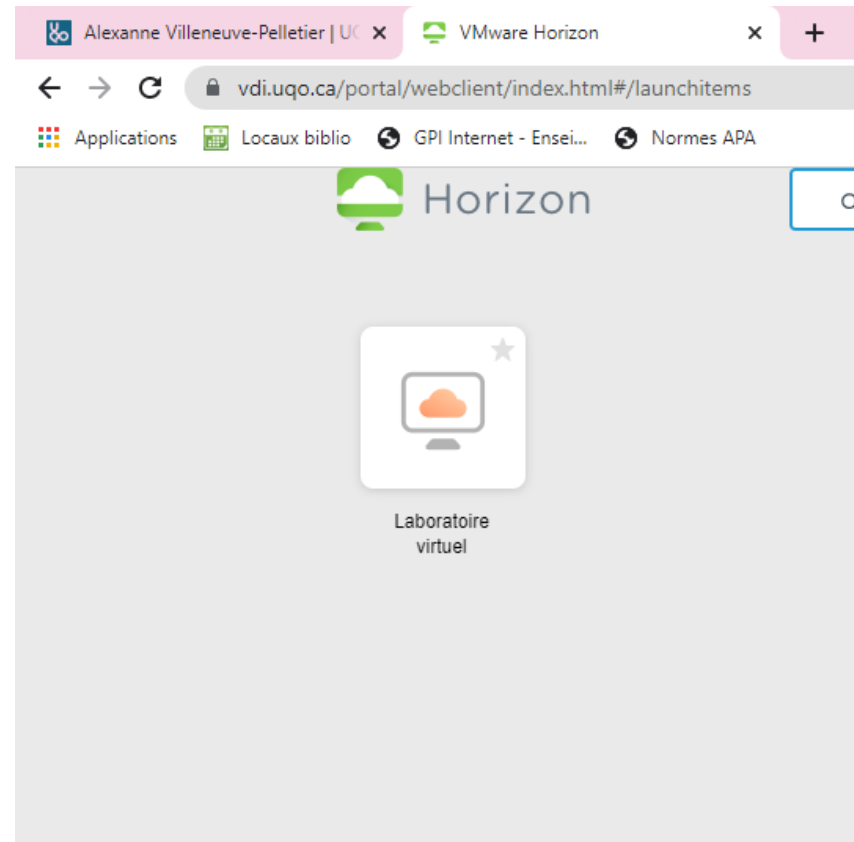 Alexanne Villeneuve-Pelletier | UQ
VMware Horizon
vdi.uqo.ca/portal/webclient/index.html#/launchitems
Applications
Locaux biblio
GPI Internet - Ensei...
Normes APA
Horizon
Laboratoire
virtuel